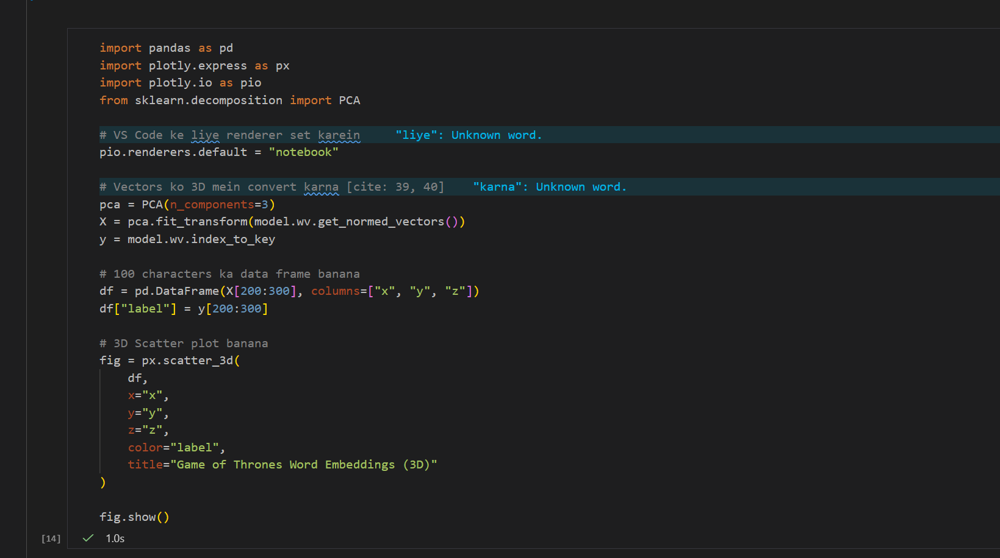 import pandas as pd
import plotly.express as px
import plotly.io as pio
from sklearn.decomposition import PCA
# VS Code ke liye renderer set karein "liye": Unknown word.
pio.renderers.default = "notebook"
# Vectors ko 3D mein convert karna [cite: 39, 40] "karna": Unknown word.
pca = PCA(n_components=3)
X = pca.fit_transform(model.wv.get_normed_vectors())
y = model.wv.index_to_key
# 100 characters ka data frame banana
df = pd.DataFrame(X[200:300], columns=["x", "y", "z"])
df["label"] = y[200:300]
# 3D Scatter plot banana
fig = px.scatter_3d(
    df,
    x="x",
    y="y",
    z="z",
    color="label",
    title="Game of Thrones Word Embeddings (3D)"
)
fig.show()
[14] ✓ 1.0s